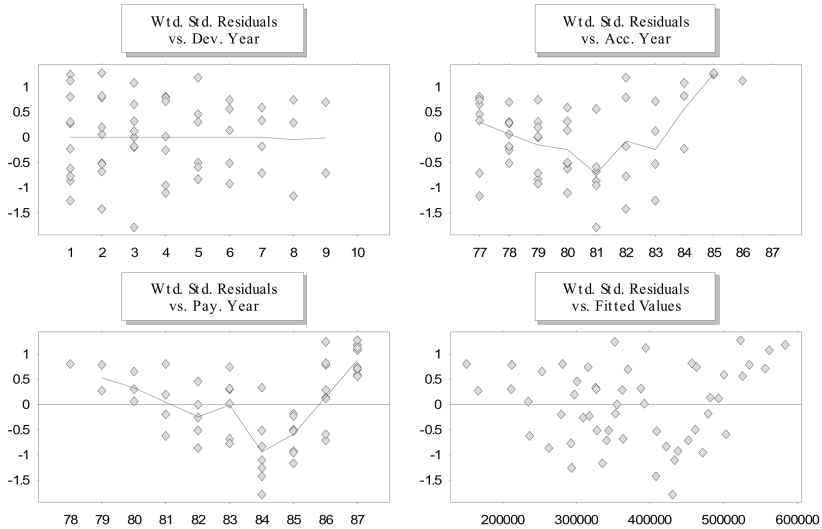 Wtd. Std. Residuals
vs. Dev. Year
1
0.5
0
-0.5
-1
-1.5
1 2 3 4 5 6 7 8 9 10
Wtd. Std. Residuals
vs. Acc. Year
1
0.5
0
-0.5
-1
-1.5
77 78 79 80 81 82 83 84 85 86 87
Wtd. Std. Residuals
vs. Pay. Year
1
0.5
0
-0.5
-1
-1.5
78 79 80 81 82 83 84 85 86 87
Wtd. Std. Residuals
vs. Fitted Values
1
0.5
0
-0.5
-1
-1.5
200000 300000 400000 500000 600000